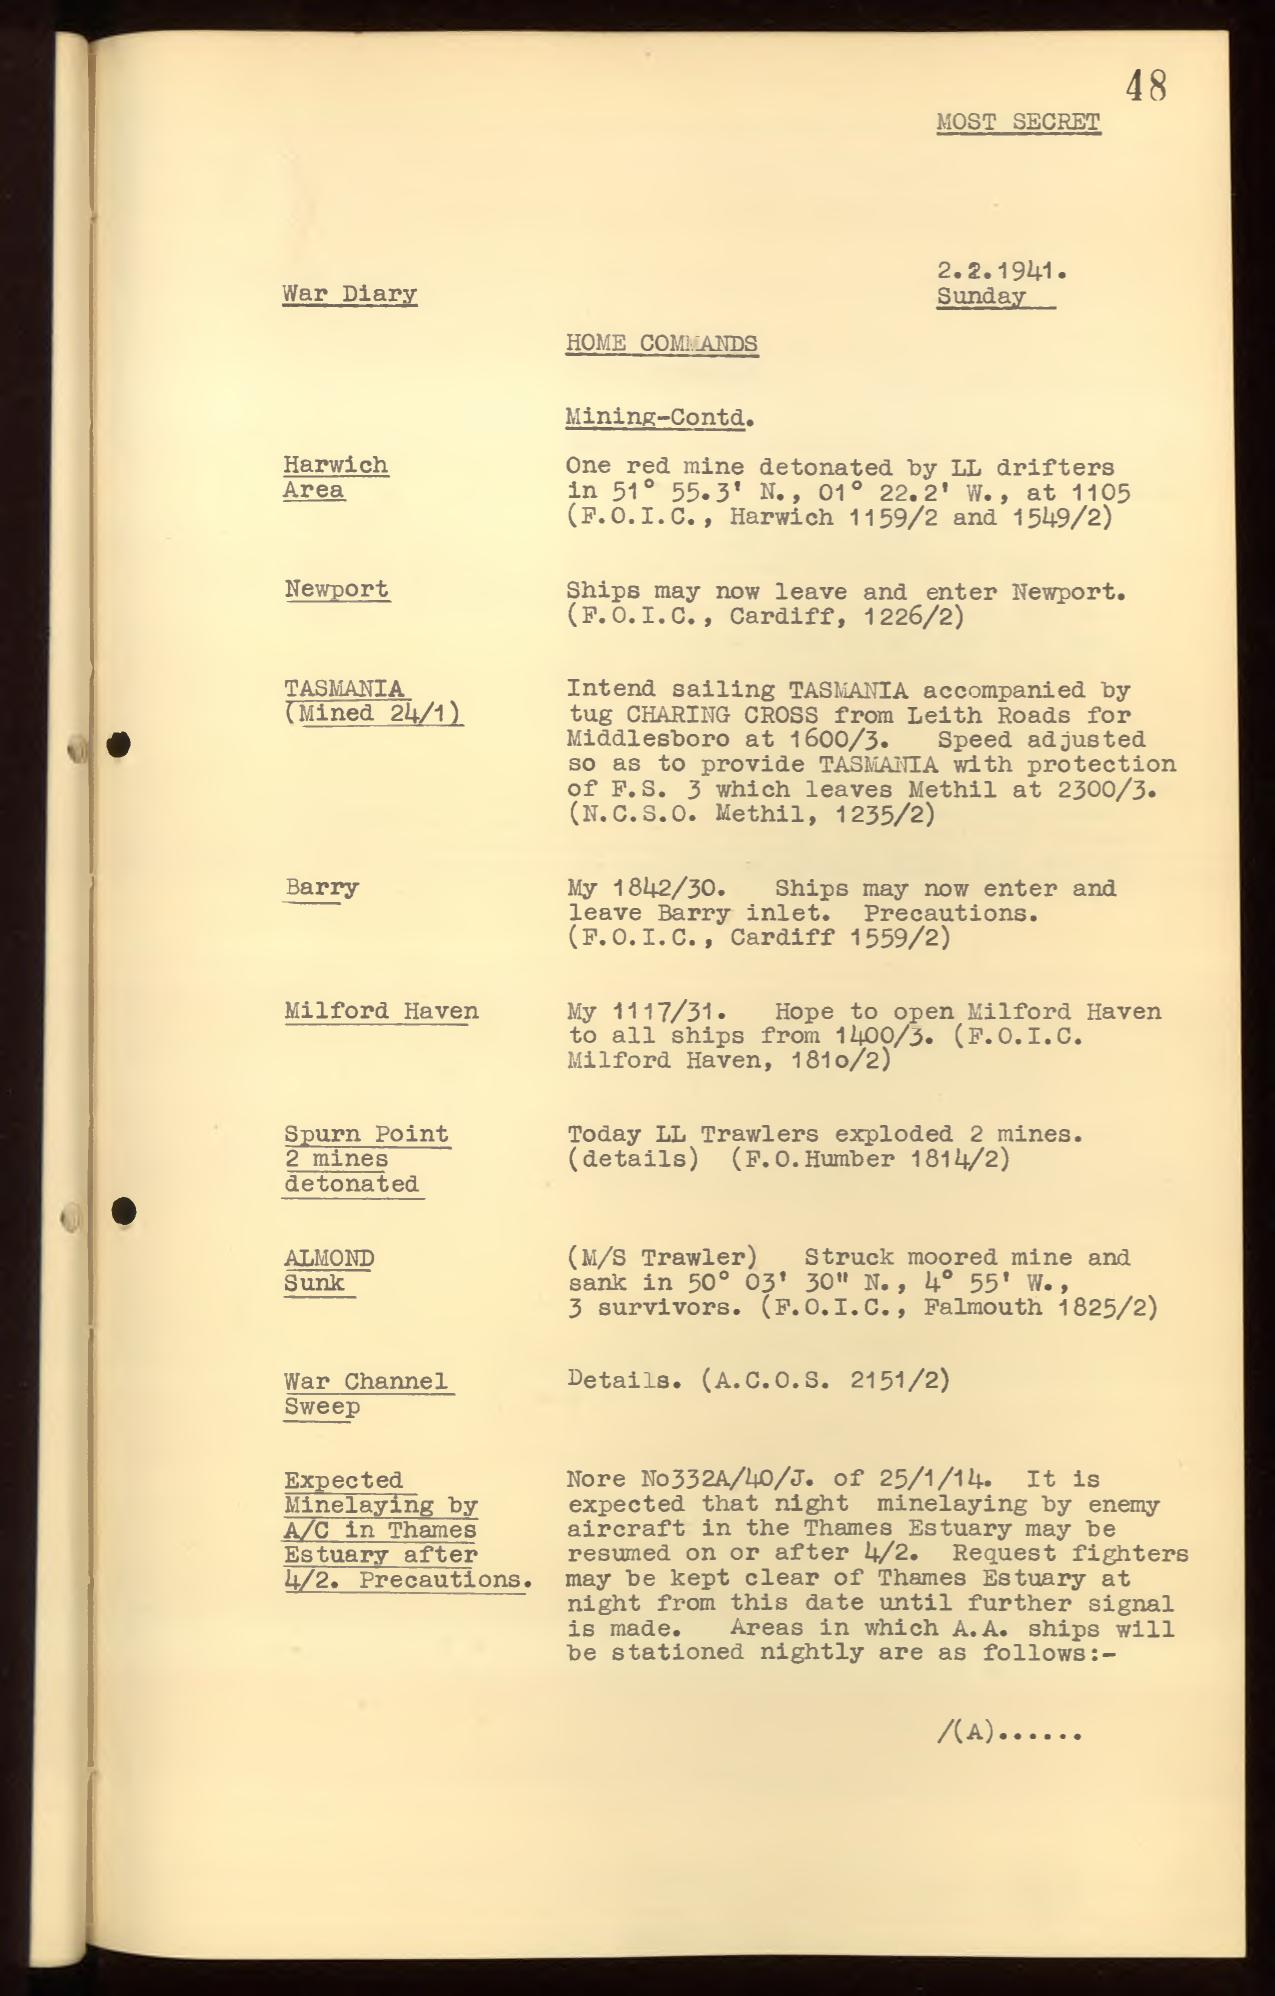 48
MOST SECRET
2.2.1941.
War Diary
Sunday
HOME COMMANDS
Mining-Contd.
Harwich
Area
One red mine detonated by LL drifters
in 51° 55.3' N., 01° 22.2' W., at 1105
(F.O.I.C., Harwich 1159/2 and 1549/2)
Newport
Ships may now leave and enter Newport.
(F.O.I.C., Cardiff, 1226/2)
TASMANIA
(Mined 24/1)
Intend sailing TASMANIA accompanied by
tug CHARING CROSS from Leith Roads for
Middlesboro at 1600/3. Speed adjusted
so as to provide TASMANIA with protection
of F.S. 3 which leaves Methil at 2300/3.
(N.C.S.O. Methil, 1235/2)
Barry
My 1842/30. Ships may now enter and
leave Barry inlet. Precautions.
(F.O.I.C., Cardiff 1559/2)
Milford Haven
My 1117/31. Hope to open Milford Haven
to all ships from 1400/3. (F.O.I.C.
Milford Haven, 181o/2)
Spurn Point
2 mines
detonated
Today LL Trawlers exploded 2 mines.
(details) (F.O.Humber 1814/2)
ALMOND
Sunk
(M/S Trawler) Struck moored mine and
sank in 50° 03' 30" N., 4° 55' W.,
3 survivors. (F.O.I.C., Falmouth 1825/2)
War Channel
Sweep
Details. (A.C.O.S. 2151/2)
Expected
Minelaying by
A/C in Thames
Estuary after
4/2. Precautions.
Nore No332A/40/J. of 25/1/14. It is
expected that night minelaying by enemy
aircraft in the Thames Estuary may be
resumed on or after 4/2. Request fighters
may be kept clear of Thames Estuary at
night from this date until further signal
is made. Areas in which A.A. ships will
be stationed nightly are as follows:-
/(A)......